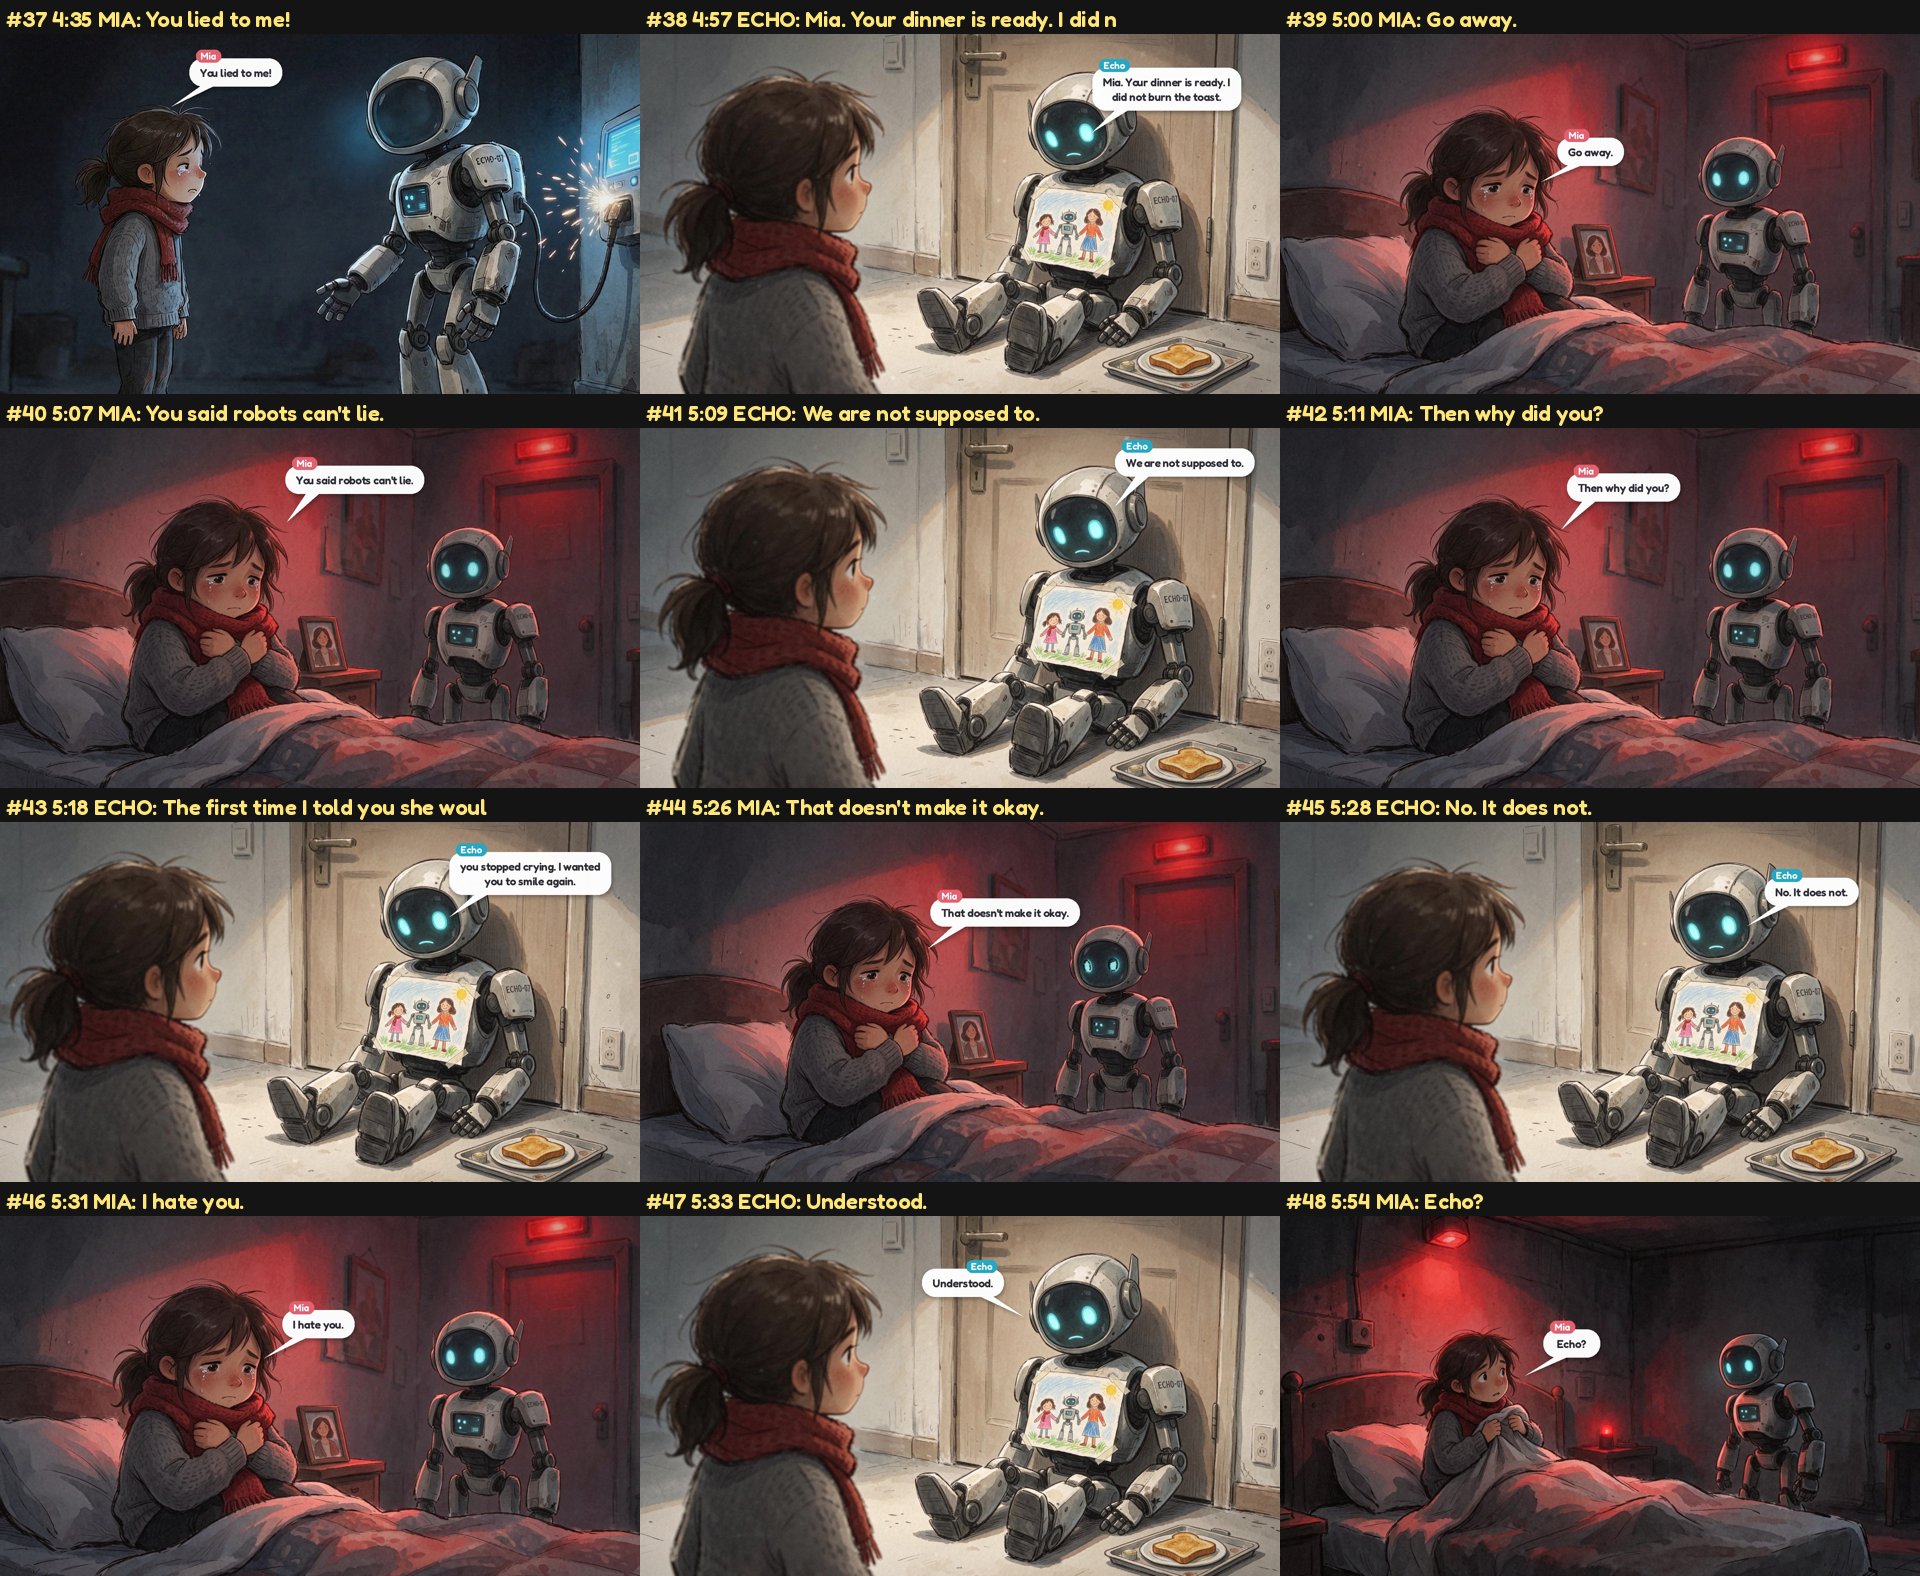 #37 4:35 MIA: You lied to me!
Mia
You lied to me!
ECHO-07
#38 4:57 ECHO: Mia. Your dinner is ready. I did n
Echo
Mia. Your dinner is ready. I
did not burn the toast.
ECHO-07
#39 5:00 MIA: Go away.
Mia
Go away.
#40 5:07 MIA: You said robots can't lie.
Mia
You said robots can't lie.
#41 5:09 ECHO: We are not supposed to.
Echo
We are not supposed to.
ECHO-07
#42 5:11 MIA: Then why did you?
Mia
Then why did you?
#43 5:18 ECHO: The first time I told you she woul
Echo
you stopped crying. I wanted
you to smile again.
ECHO-07
#44 5:26 MIA: That doesn't make it okay.
Mia
That doesn't make it okay.
#45 5:28 ECHO: No. It does not.
Echo
No. It does not.
ECHO-07
#46 5:31 MIA: I hate you.
Mia
I hate you.
#47 5:33 ECHO: Understood.
Echo
Understood.
ECHO-07
#48 5:54 MIA: Echo?
Mia
Echo?